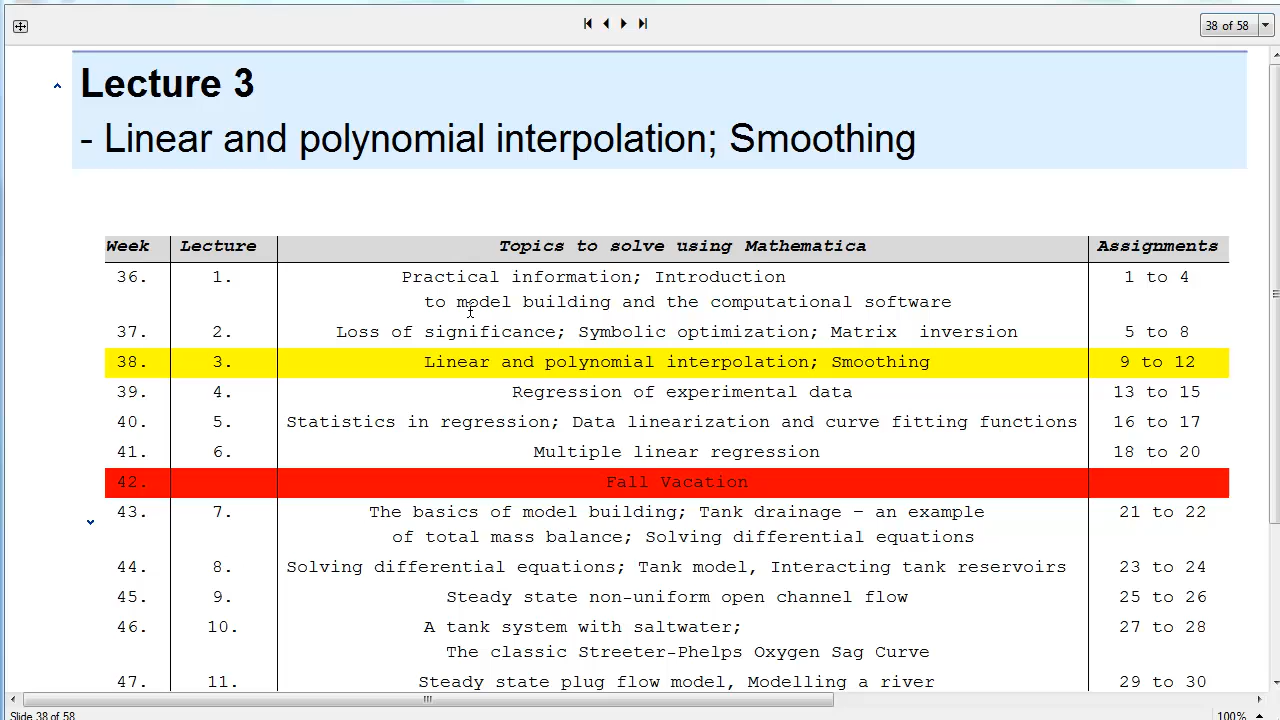 38 of 58
Lecture 3
- Linear and polynomial interpolation; Smoothing
Week Lecture Topics to solve using Mathematica Assignments
36. 1. Practical information; Introduction 1 to 4
to model building and the computational software
37. 2. Loss of significance; Symbolic optimization; Matrix inversion 5 to 8
38. 3. Linear and polynomial interpolation; Smoothing 9 to 12
39. 4. Regression of experimental data 13 to 15
40. 5. Statistics in regression; Data linearization and curve fitting functions 16 to 17
41. 6. Multiple linear regression 18 to 20
42. Fall Vacation
43. 7. The basics of model building; Tank drainage – an example 21 to 22
of total mass balance; Solving differential equations
44. 8. Solving differential equations; Tank model, Interacting tank reservoirs 23 to 24
45. 9. Steady state non-uniform open channel flow 25 to 26
46. 10. A tank system with saltwater; 27 to 28
The classic Streeter-Phelps Oxygen Sag Curve
47. 11. Steady state plug flow model, Modelling a river 29 to 30
Slide 38 of 58 100%